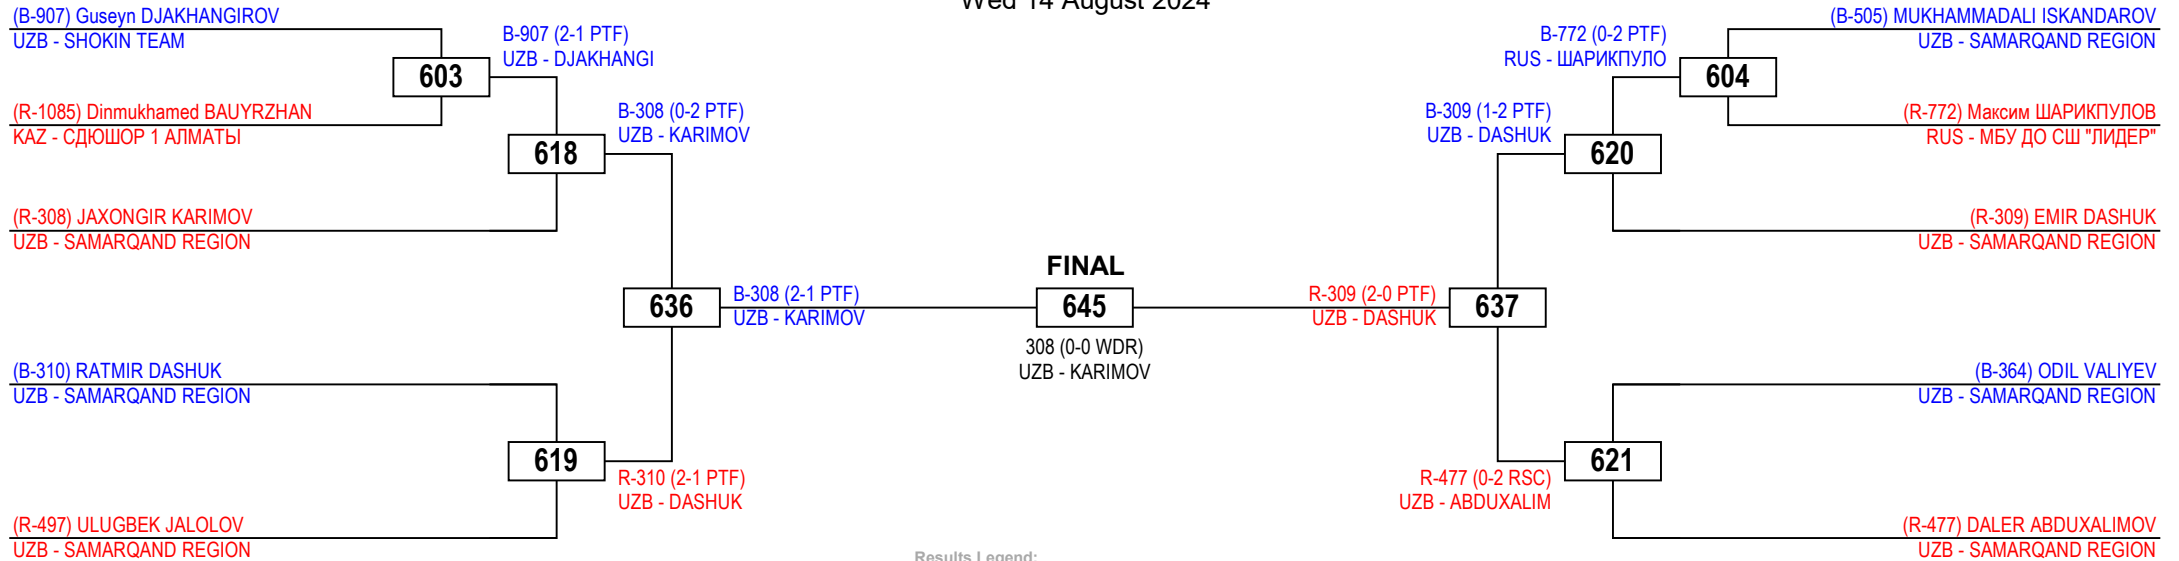 Wed 14 August 2024
(B-907) Guseyn DJAKHANGIROV
UZB - SHOKIN TEAM
B-907 (2-1 PTF)
UZB - DJAKHANGI
603
(R-1085) Dinmukhamed BAUYRZHAN
KAZ - СДЮШОР 1 АЛМАТЫ
B-308 (0-2 PTF)
UZB - KARIMOV
618
(R-308) JAXONGIR KARIMOV
UZB - SAMARQAND REGION
636
B-308 (2-1 PTF)
UZB - KARIMOV
(B-310) RATMIR DASHUK
UZB - SAMARQAND REGION
619
R-310 (2-1 PTF)
UZB - DASHUK
(R-497) ULUGBEK JALOLOV
UZB - SAMARQAND REGION
FINAL
645
308 (0-0 WDR)
UZB - KARIMOV
(B-505) MUKHAMMADALI ISKANDAROV
UZB - SAMARQAND REGION
B-772 (0-2 PTF)
RUS - ШАРИКПУЛО
604
(R-772) Максим ШАРИКПУЛОВ
RUS - МБУ ДО СШ "ЛИДЕР"
B-309 (1-2 PTF)
UZB - DASHUK
620
(R-309) EMIR DASHUK
UZB - SAMARQAND REGION
R-309 (2-0 PTF)
UZB - DASHUK
637
(B-364) ODIL VALIYEV
UZB - SAMARQAND REGION
R-477 (0-2 RSC)
UZB - ABDUXALIM
621
(R-477) DALER ABDUXALIMOV
UZB - SAMARQAND REGION
Results Legend: